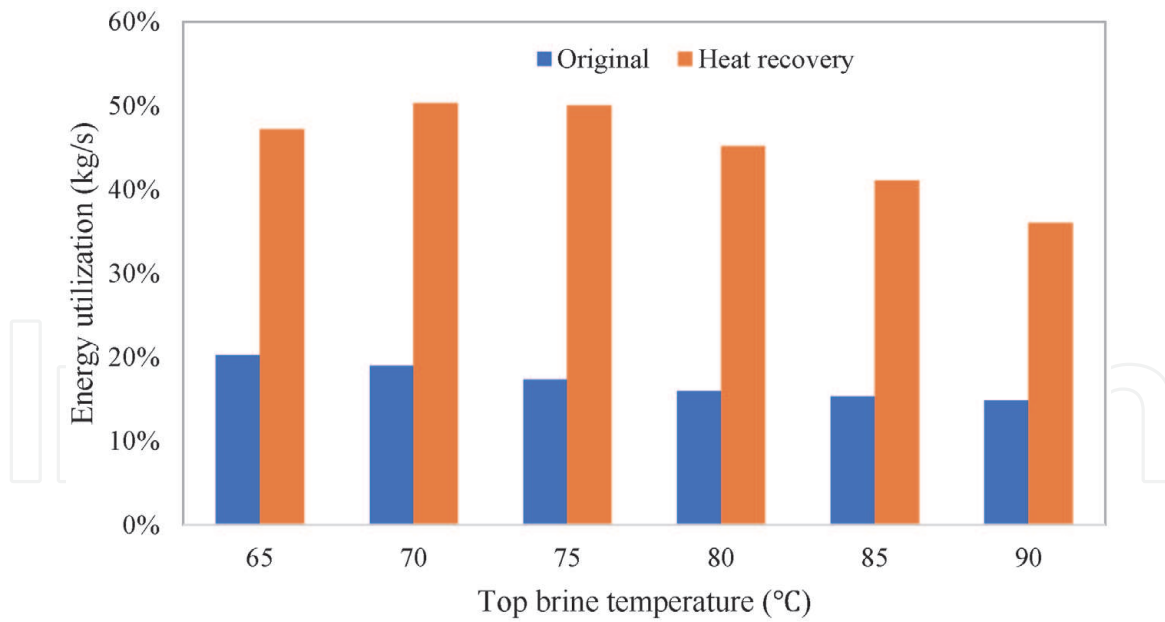 60%
50%
40%
30%
20%
10%
0%
Energy utilization (kg/s)
Original
Heat recovery
65 70 75 80 85 90
Top brine temperature (°C)